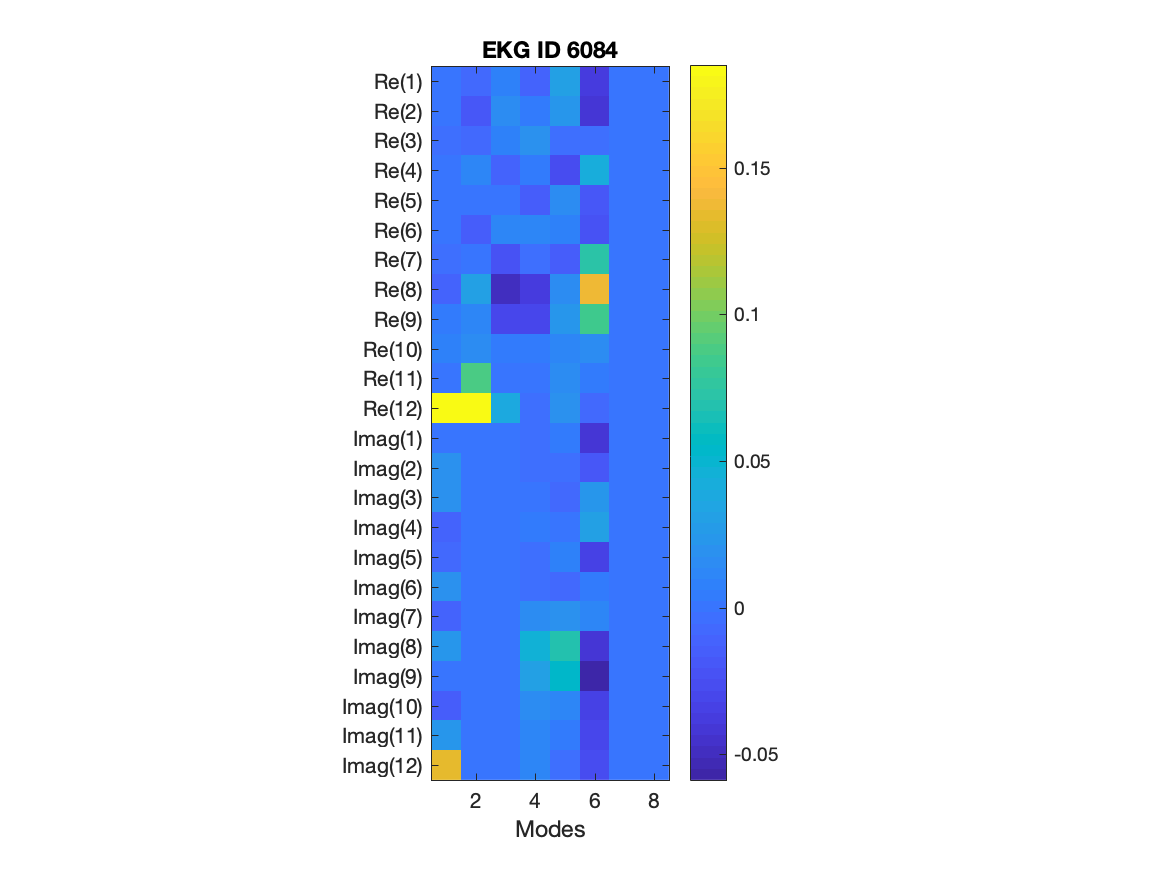 EKG ID 6084
Re(1)
Re(2)
Re(3)
Re(4)
Re(5)
Re(6)
Re(7)
Re(8)
Re(9)
Re(10)
Re(11)
Re(12)
Imag(1)
Imag(2)
Imag(3)
Imag(4)
Imag(5)
Imag(6)
Imag(7)
Imag(8)
Imag(9)
Imag(10)
Imag(11)
Imag(12)
2 4 6 8
Modes
0.15
0.1
0.05
0
-0.05